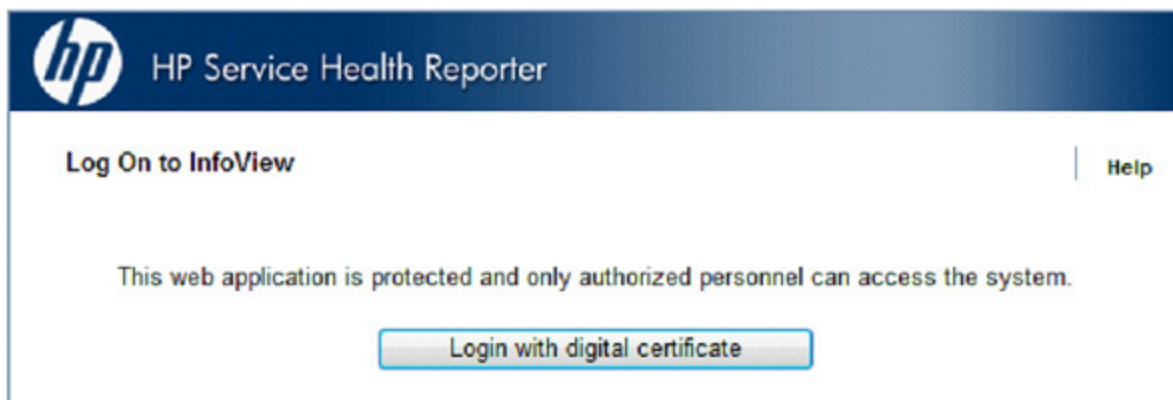 hp HP Service Health Reporter
Log On to InfoView
Help
This web application is protected and only authorized personnel can access the system.
Login with digital certificate